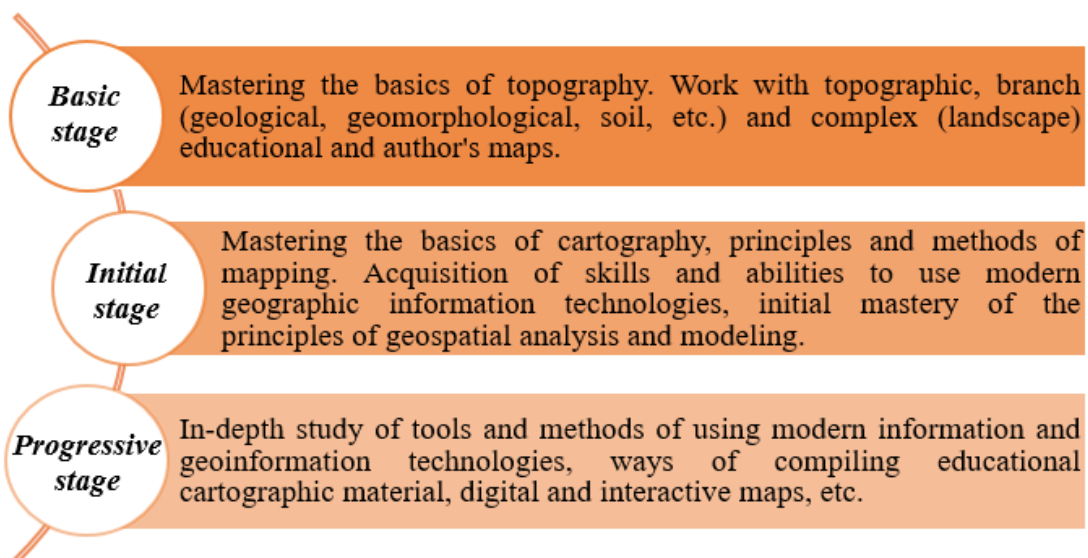 Basic
stage
Mastering the basics of topography. Work with topographic, branch
(geological, geomorphological, soil, etc.) and complex (landscape)
educational and author's maps.
Initial
stage
Mastering the basics of cartography, principles and methods of
mapping. Acquisition of skills and abilities to use modern
geographic information technologies, initial mastery of the
principles of geospatial analysis and modeling.
Progressive
stage
In-depth study of tools and methods of using modern information and
geoinformation technologies, ways of compiling educational
cartographic material, digital and interactive maps, etc.